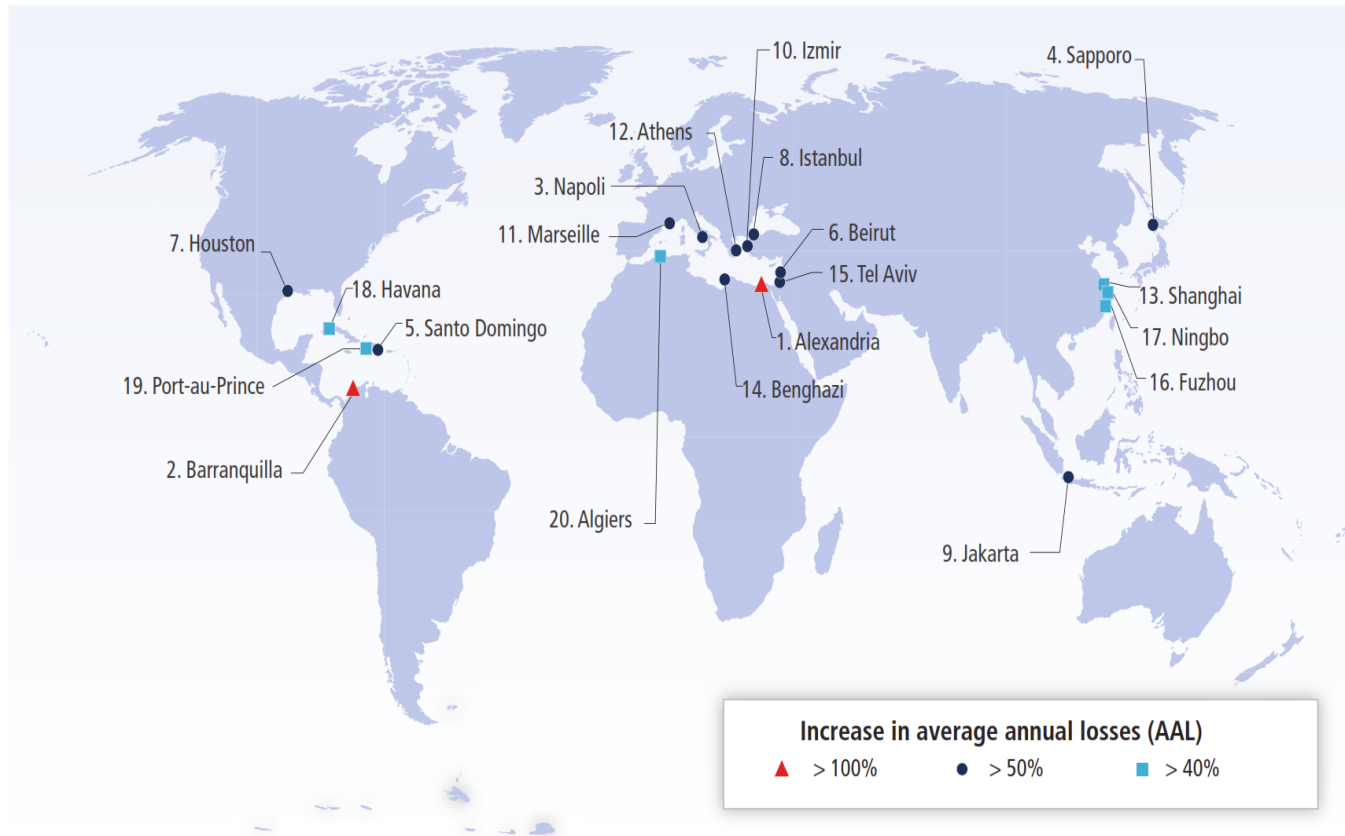 10. Izmir
4. Sapporo
12. Athens
8. Istanbul
3. Napoli
11. Marseille
6. Beirut
7. Houston
15. Tel Aviv
18. Havana
13. Shanghai
5. Santo Domingo
17. Ningbo
1. Alexandria
19. Port-au-Prince
14. Benghazi
16. Fuzhou
2. Barranquilla
20. Algiers
9. Jakarta
Increase in average annual losses (AAL)
> 100% > 50% > 40%